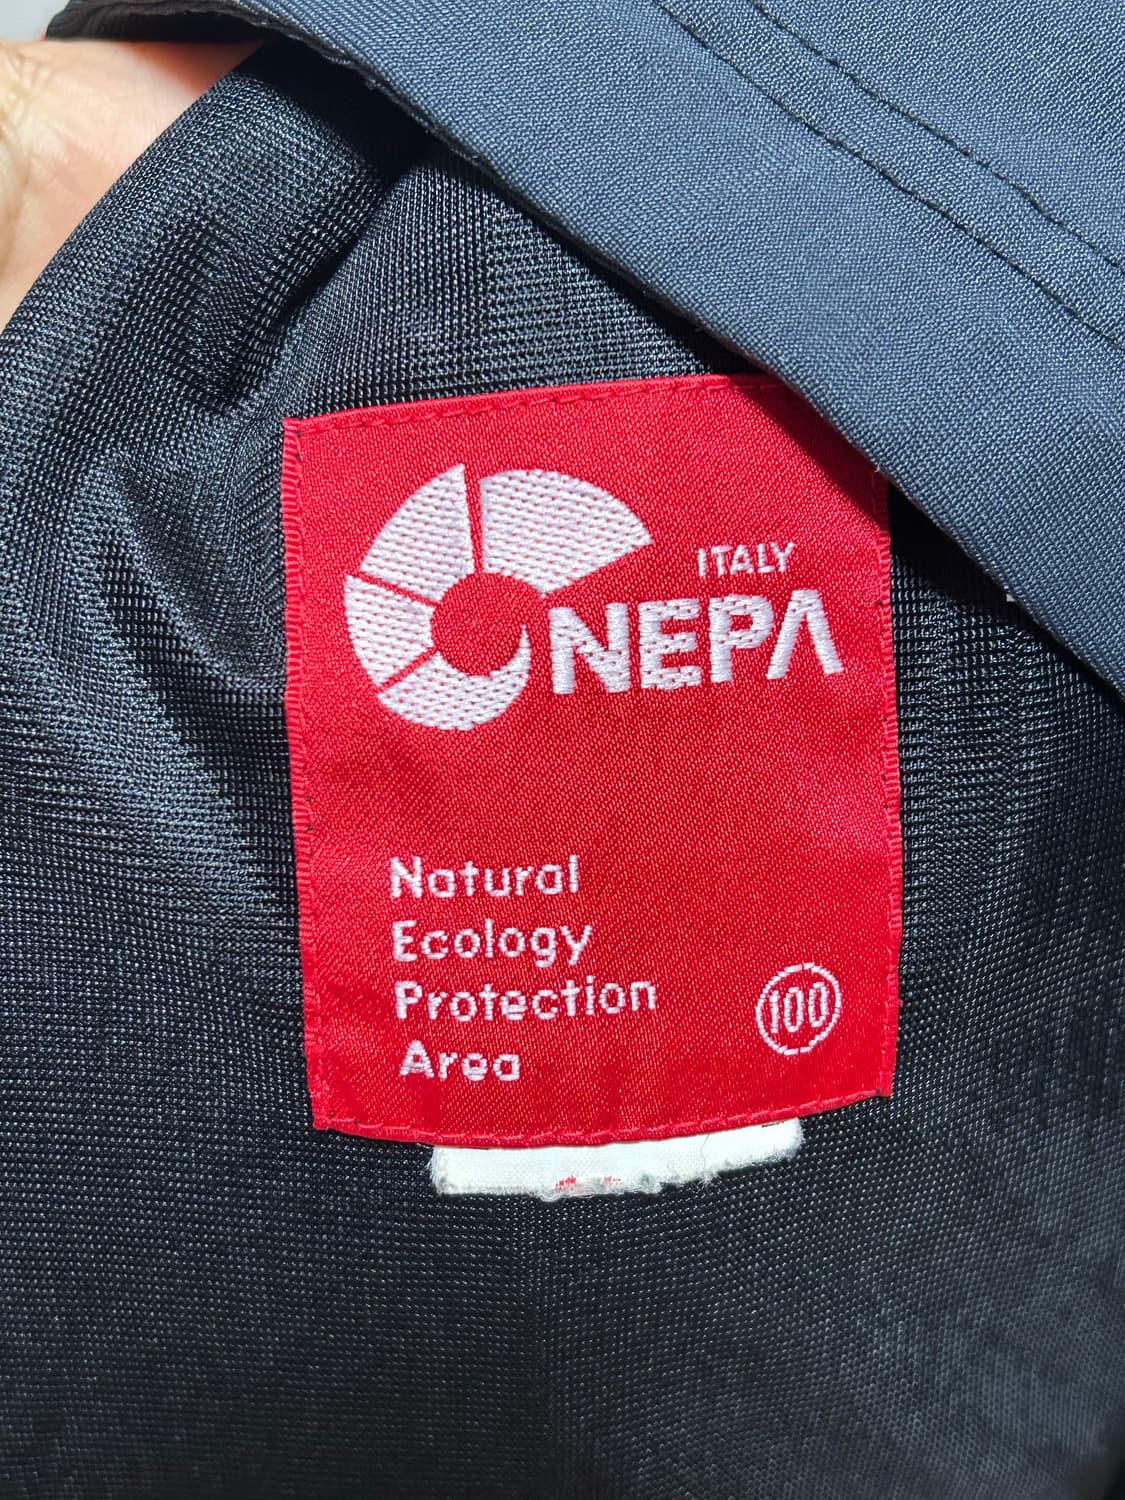 ITALY
NEPA
Natural
Ecology
Protection
Area
100